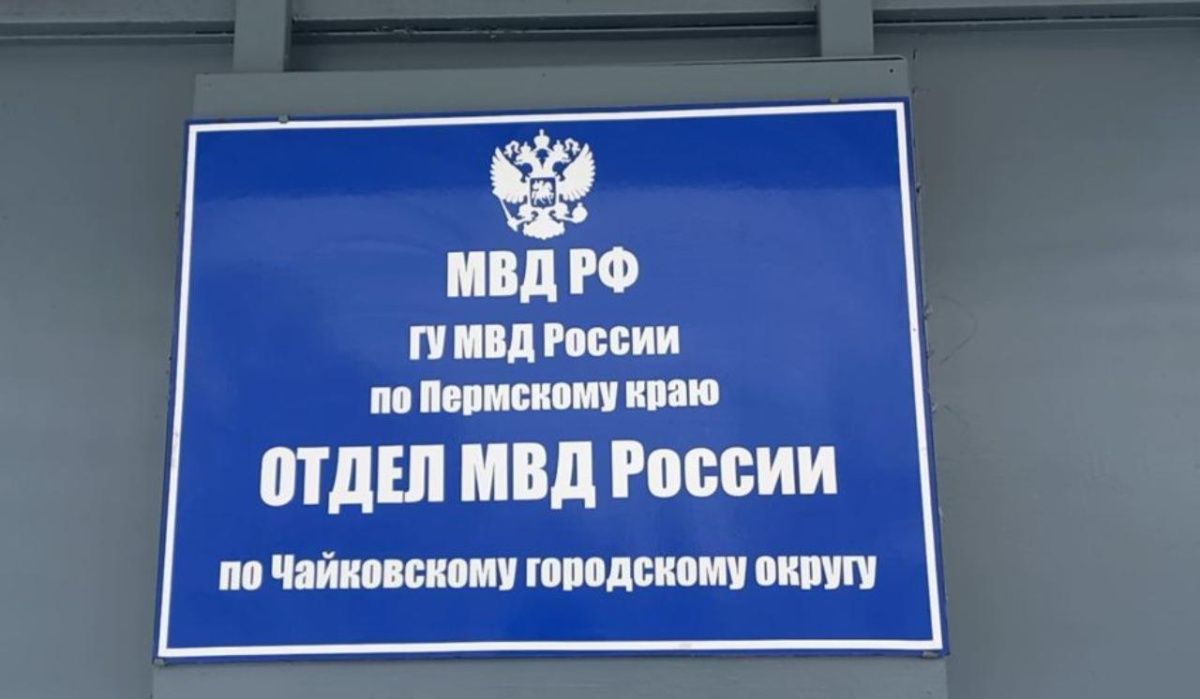 МВД РФ
ГУ МВД России
по Пермскому краю
ОТДЕЛ МВД России
по Чайковскому городскому округу